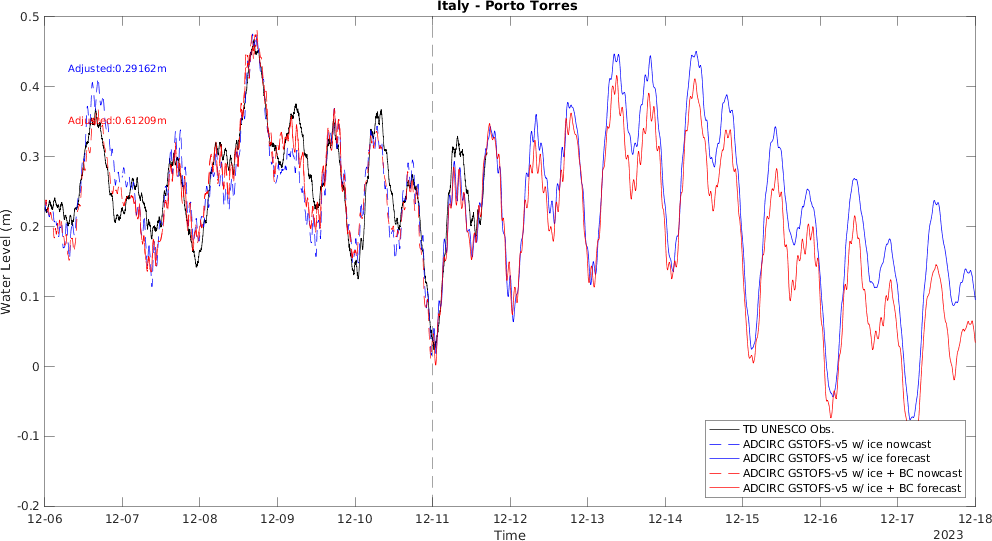 Italy - Porto Torres
0.5
0.4
0.3
0.2
0.1
0
-0.1
-0.2
Water Level (m)
Adjusted:0.29162m
Adjusted:0.61209m
TD UNESCO Obs.
ADCIRC GSTOFS-v5 w/ ice nowcast
ADCIRC GSTOFS-v5 w/ ice forecast
ADCIRC GSTOFS-v5 w/ ice + BC nowcast
ADCIRC GSTOFS-v5 w/ ice + BC forecast
12-06 12-07 12-08 12-09 12-10 12-11 12-12 12-13 12-14 12-15 12-16 12-17 12-18
Time
2023